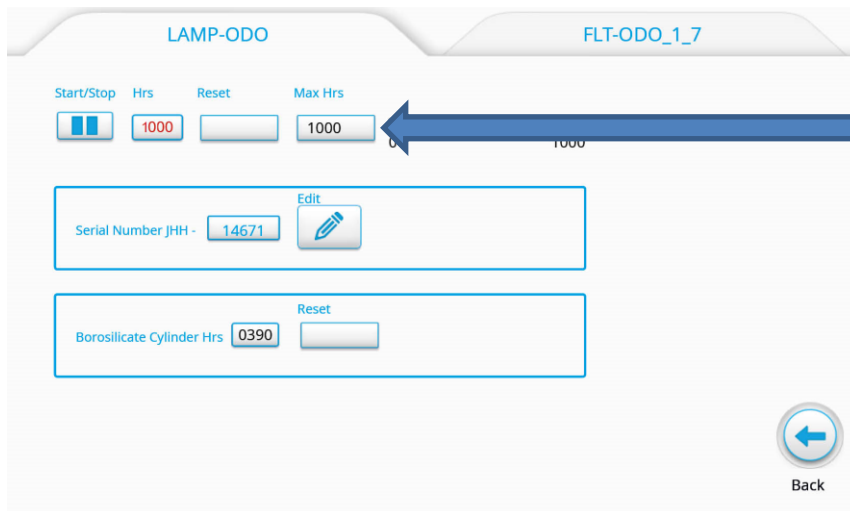 LAMP-ODO FLT-ODO_1_7
Start/Stop Hrs Reset Max Hrs
1000 1000
0 1000
Edit
Serial Number JHH - 14671
Reset
Borosilicate Cylinder Hrs 0390
Back